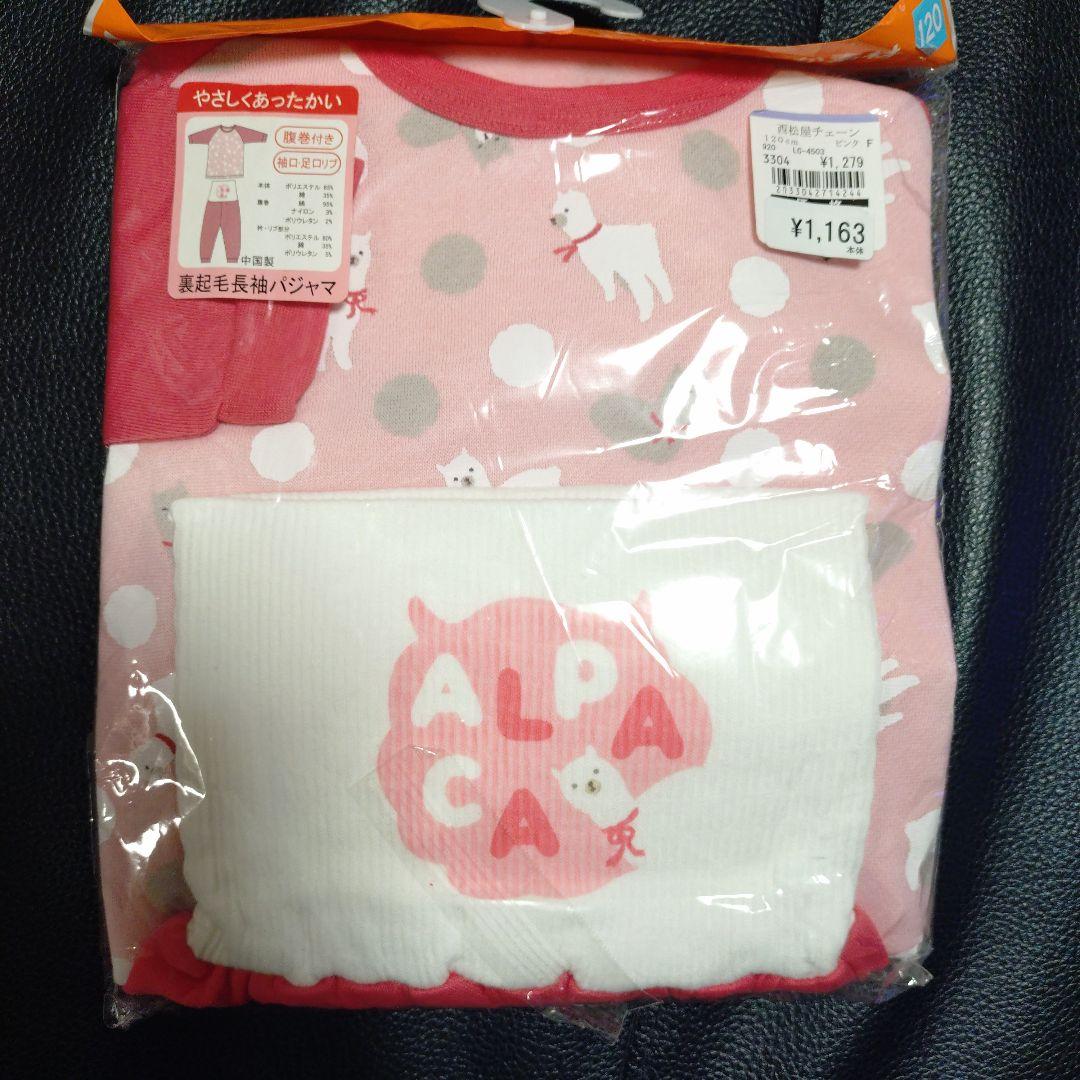 120
やさしくあったかい
腹巻付き
袖口・足口リブ
本体 ポリエステル 65%
綿 35%
腹巻 綿 95%
ナイロン 3%
ポリウレタン 2%
衿・リブ部分
ポリエステル 60%
綿 35%
ポリウレタン 5%
中国製
裏起毛長袖パジャマ
西松屋チェーン
120cm ピンク F
920 LG-4503
3304 ¥1,279
2733042714244
¥1,163
本体
ALPA
CA